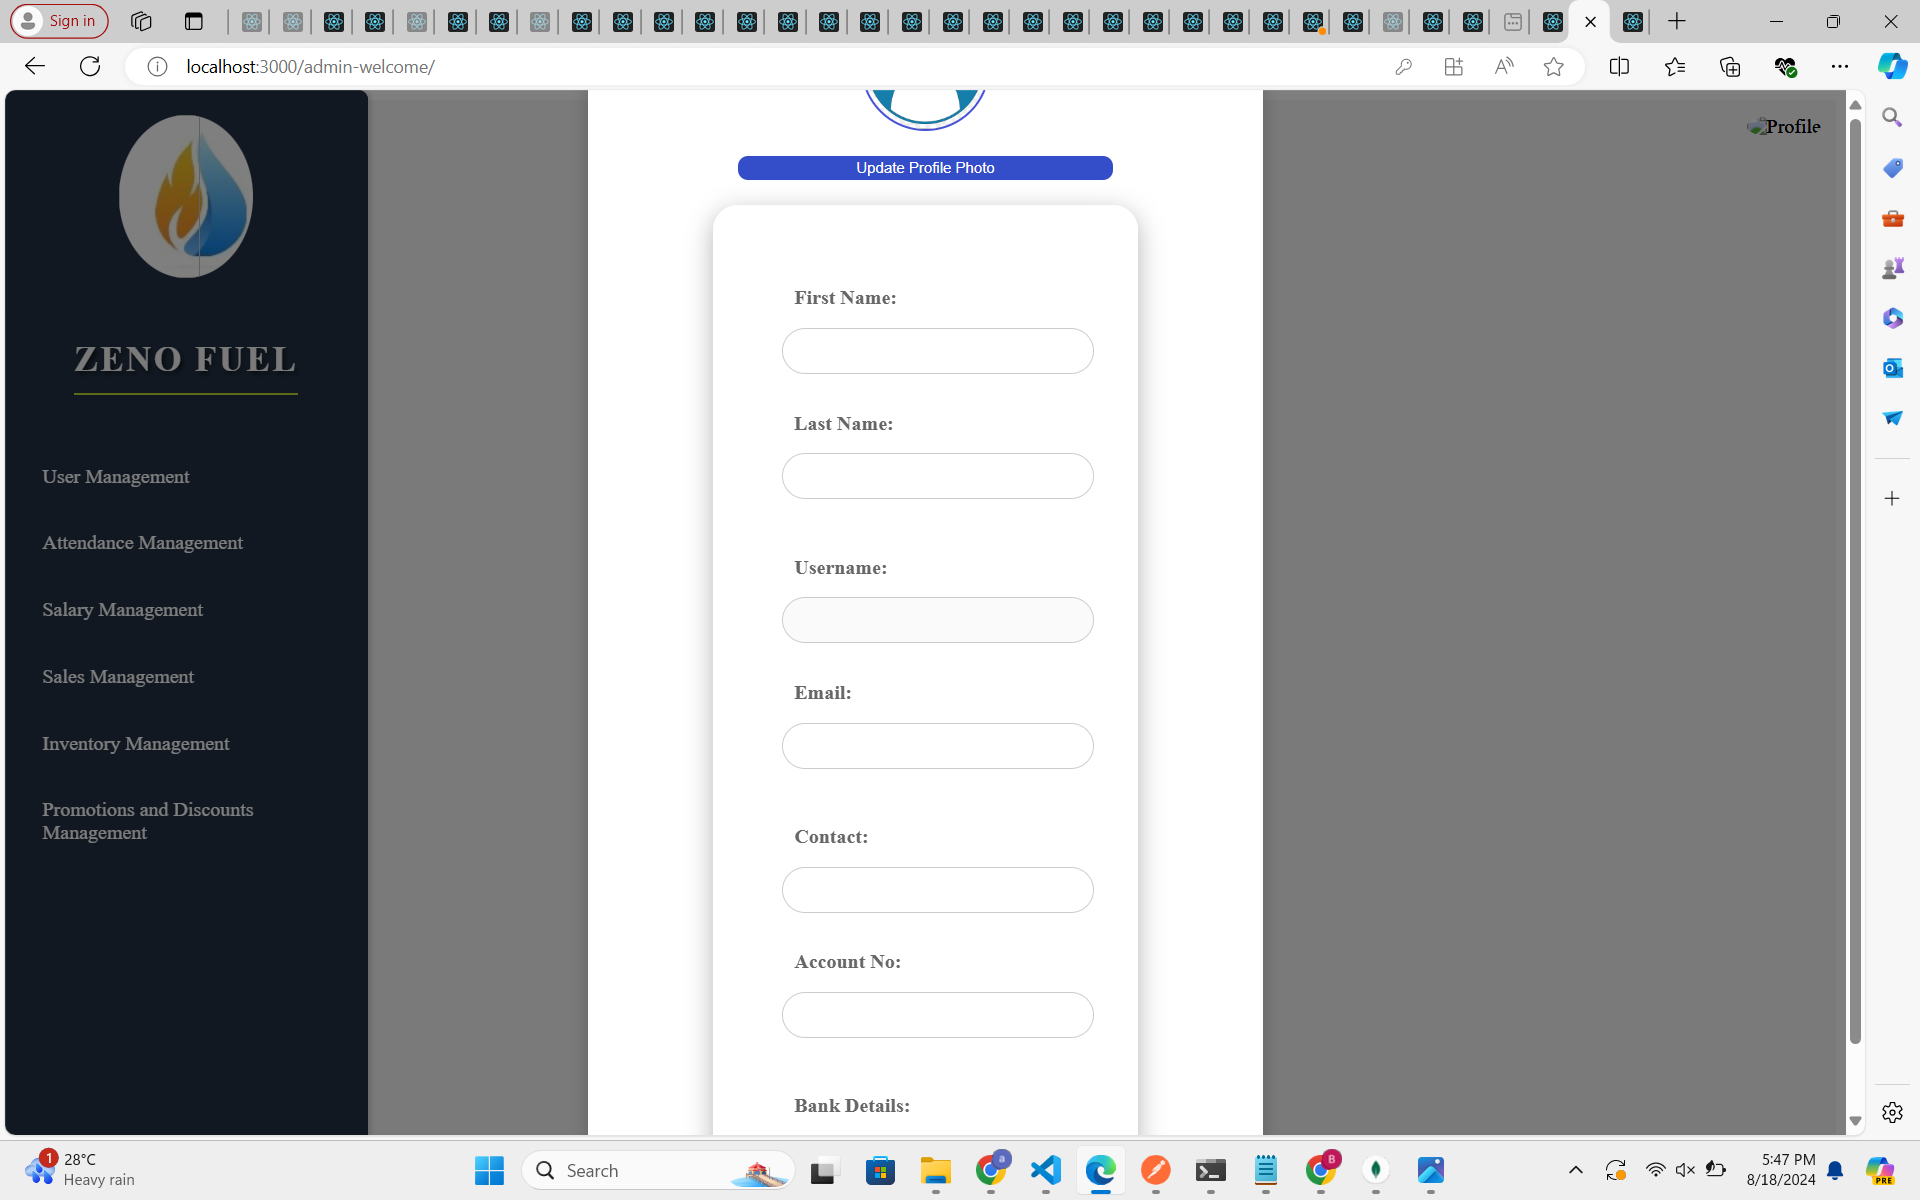 Sign in
localhost:3000/admin-welcome/
Profile
Update Profile Photo
ZENO FUEL
User Management
Attendance Management
Salary Management
Sales Management
Inventory Management
Promotions and Discounts
Management
First Name:
Last Name:
Username:
Email:
Contact:
Account No:
Bank Details:
1
28°C
Heavy rain
Search
a
B
5:47 PM
8/18/2024
PRE